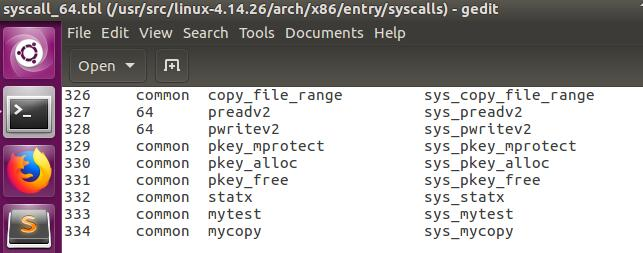 syscall_64.tbl (/usr/src/linux-4.14.26/arch/x86/entry/syscalls) - gedit
File Edit View Search Tools Documents Help
Open
326 common copy_file_range sys_copy_file_range
327 64 preadv2 sys_preadv2
328 64 pwritev2 sys_pwritev2
329 common pkey_mprotect sys_pkey_mprotect
330 common pkey_alloc sys_pkey_alloc
331 common pkey_free sys_pkey_free
332 common statx sys_statx
333 common mytest sys_mytest
334 common mycopy sys_mycopy